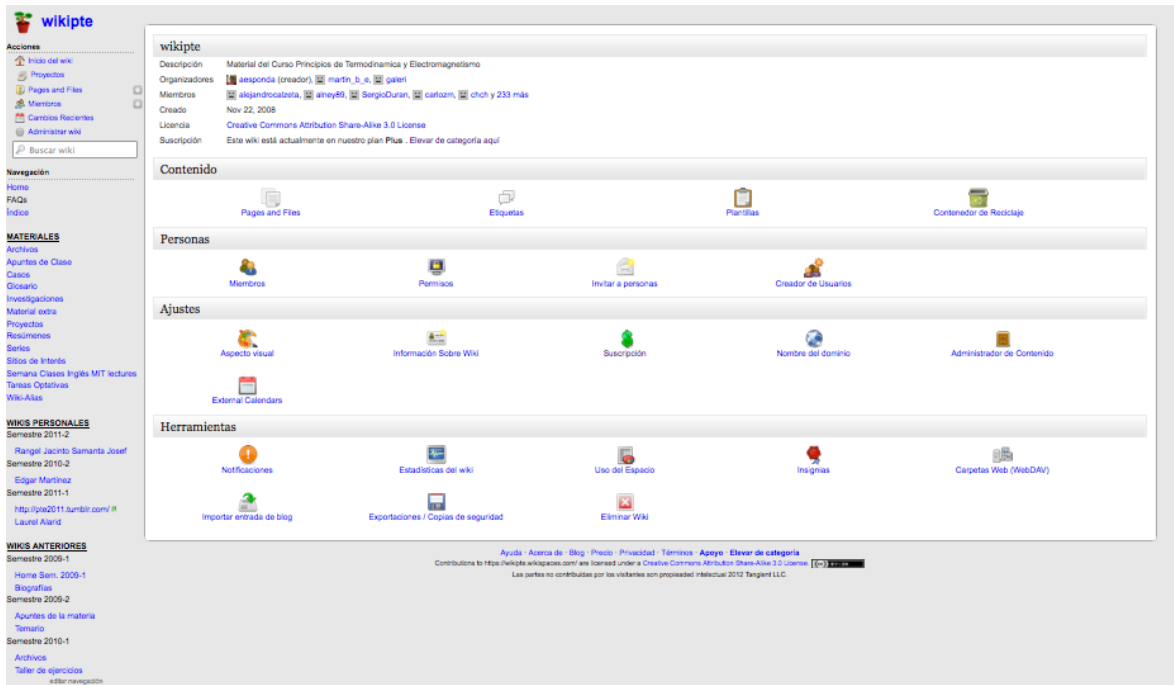 wikipte
Acciones
Inicio del wiki
Proyectos
Pages and Files
Miembros
Cambios Recientes
Administrar wiki
Buscar wiki
Navegación
Home
FAQs
Índice
MATERIALES
Archivos
Apuntes de Clase
Casos
Glosario
Investigaciones
Material extra
Proyectos
Resúmenes
Series
Sitios de Interés
Semana Clases Inglés MIT lectures
Tareas Optativas
Wiki-Alias
WIKIS PERSONALES
Semestre 2011-2
Rangel Jacinto Samanta Josef
Semestre 2010-2
Edgar Martínez
Semestre 2011-1
http://pte2011.tumblr.com/
Laurel Alarid
WIKIS ANTERIORES
Semestre 2009-1
Home Sem. 2009-1
Biografías
Semestre 2009-2
Apuntes de la materia
Temario
Semestre 2010-1
Archivos
Taller de ejercicios
editar navegación
wikipte
Descripción Material del Curso Principios de Termodinamica y Electromagnetismo
Organizadores aesponda (creador), martin_b_e, galeri
Miembros alejandrocalzeta, alney89, SergioDuran, carlozm, chch y 233 más
Creado Nov 22, 2008
Licencia Creative Commons Attribution Share-Alike 3.0 License
Suscripción Este wiki está actualmente en nuestro plan Plus . Elevar de categoría aquí
Contenido
Pages and Files Etiquetas Plantillas Contenedor de Reciclaje
Personas
Miembros Permisos Invitar a personas Creador de Usuarios
Ajustes
Aspecto visual Información Sobre Wiki Suscripción Nombre del dominio Administrador de Contenido
External Calendars
Herramientas
Notificaciones Estadísticas del wiki Uso del Espacio Insignias Carpetas Web (WebDAV)
Importar entrada de blog Exportaciones / Copias de seguridad Eliminar Wiki
Ayuda · Acerca de · Blog · Precio · Privacidad · Términos · Apoyo · Elevar de categoría
Contributions to https://wikipte.wikispaces.com/ are licensed under a Creative Commons Attribution Share-Alike 3.0 License.
Las partes no contribuidas por los visitantes son propiedad intelectual 2012 Tangient LLC.